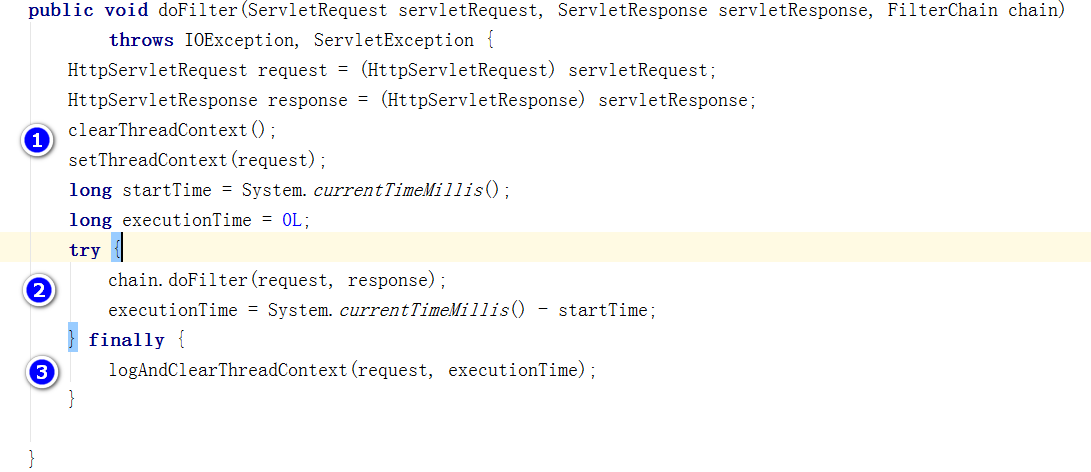 public void doFilter(ServletRequest servletRequest, ServletResponse servletResponse, FilterChain chain)
throws IOException, ServletException {
HttpServletRequest request = (HttpServletRequest) servletRequest;
HttpServletResponse response = (HttpServletResponse) servletResponse;
1 clearThreadContext();
setThreadContext(request);
long startTime = System.currentTimeMillis();
long executionTime = 0L;
try {
2 chain.doFilter(request, response);
executionTime = System.currentTimeMillis() - startTime;
} finally {
3 logAndClearThreadContext(request, executionTime);
}
}